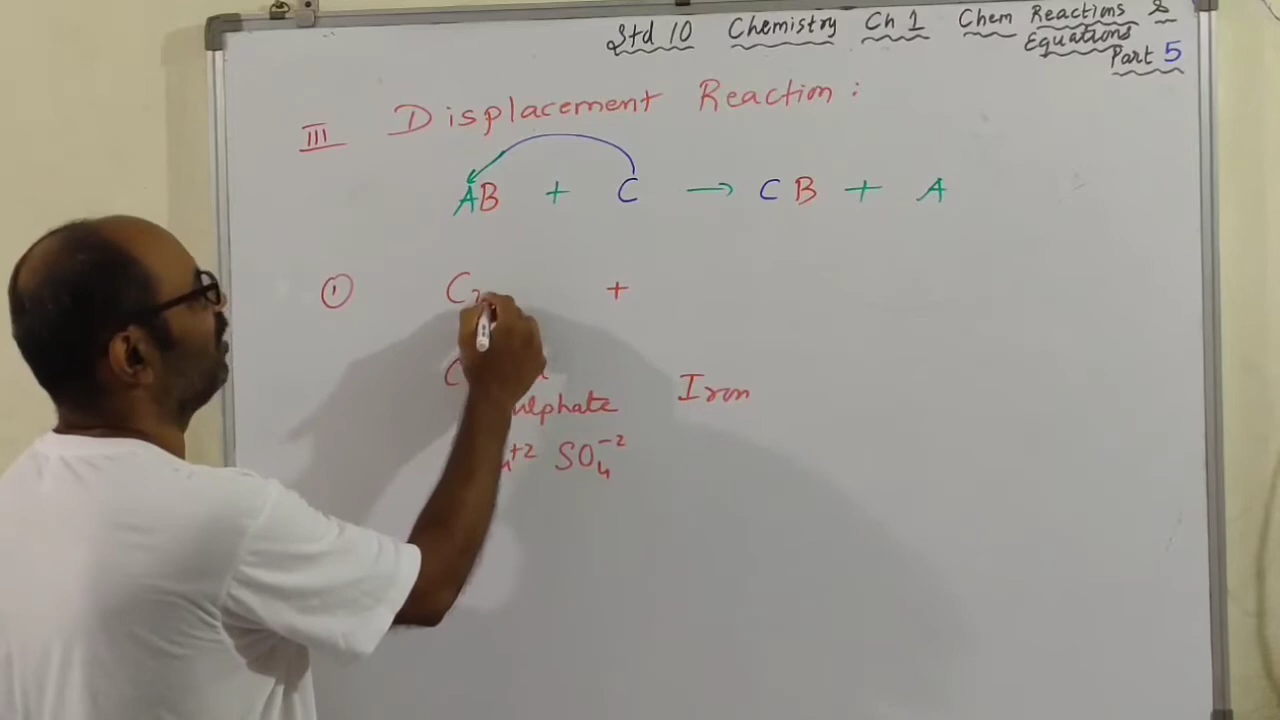 Std 10 Chemistry Ch 1 Chem Reactions &
Equations
Part 5
III Displacement Reaction :
AB + C → CB + A
① C +
Iron
SO₄⁻²